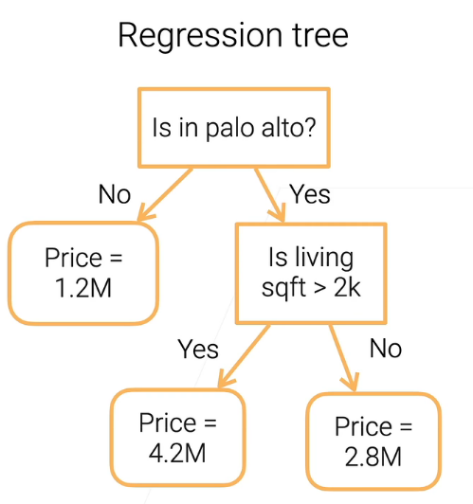 Regression tree
Is in palo alto?
No
Yes
Price =
1.2M
Is living
sqft > 2k
Yes
No
Price =
4.2M
Price =
2.8M